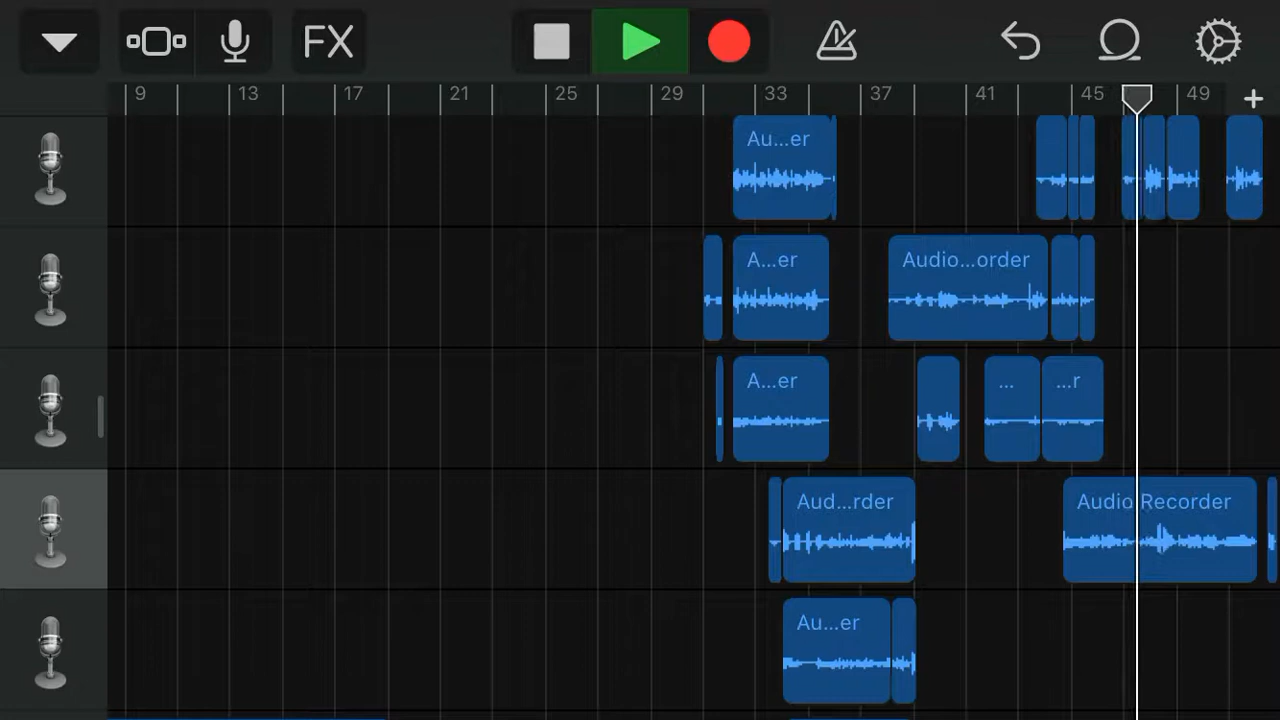 FX
9 13 17 21 25 29 33 37 41 45 49 +
Au...er
A...er
Audio...order
A...er
...
...r
Aud...rder
Audio Recorder
Au...er